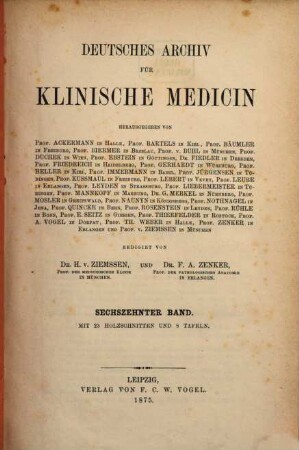 DEUTSCHES ARCHIV
FÜR
KLINISCHE MEDICIN
HERAUSGEGEBEN VON
PROF. ACKERMANN IN HALLE, PROF. BARTELS IN KIEL, PROF. BÄUMLER
IN FREIBURG, PROF. BIERMER IN BRESLAU, PROF. V. BUHL IN MÜNCHEN, PROF.
DUCHEK IN WIEN, PROF. EBSTEIN IN GÖTTINGEN, DR. FIEDLER IN DRESDEN,
PROF. FRIEDREICH IN HEIDELBERG, PROF. GERHARDT IN WÜRZBURG, PROF.
HELLER IN KIEL, PROF. IMMERMANN IN BASEL, PROF. JÜRGENSEN IN TÜ-
BINGEN, PROF. KUSSMAUL IN FREIBURG, PROF. LEBERT IN VEVEY, PROF. LEUBE
IN ERLANGEN, PROF. LEYDEN IN STRASSBURG, PROF. LIEBERMEISTER IN TÜ-
BINGEN, PROF. MANNKOPFF IN MARBURG, DR. G. MERKEL IN NÜRNBERG, PROF.
MOSLER IN GREIFSWALD, PROF. NAUNYN IN KÖNIGSBERG, PROF. NOTHNAGEL IN
JENA, PROF. QUINCKE IN BERN, PROF. ROSENSTEIN IN LEYDEN, PROF. RÜHLE
IN BONN, PROF. E. SEITZ IN GIESSEN, PROF. THIERFELDER IN ROSTOCK, PROF.
A. VOGEL IN DORPAT, PROF. TH. WEBER IN HALLE, PROF. ZENKER IN
ERLANGEN UND PROF. V. ZIEMSSEN IN MÜNCHEN
REDIGIRT VON
DR. H. V. ZIEMSSEN, UND DR. F. A. ZENKER,
PROF. DER MEDICINISCHEN KLINIK PROF. DER PATHOLOGISCHEN ANATOMIE
IN MÜNCHEN. IN ERLANGEN.
SECHSZEHNTER BAND.
MIT 23 HOLZSCHNITTEN UND TAFELN.
LEIPZIG,
VERLAG VON F. C. W. VOGEL.
1875.